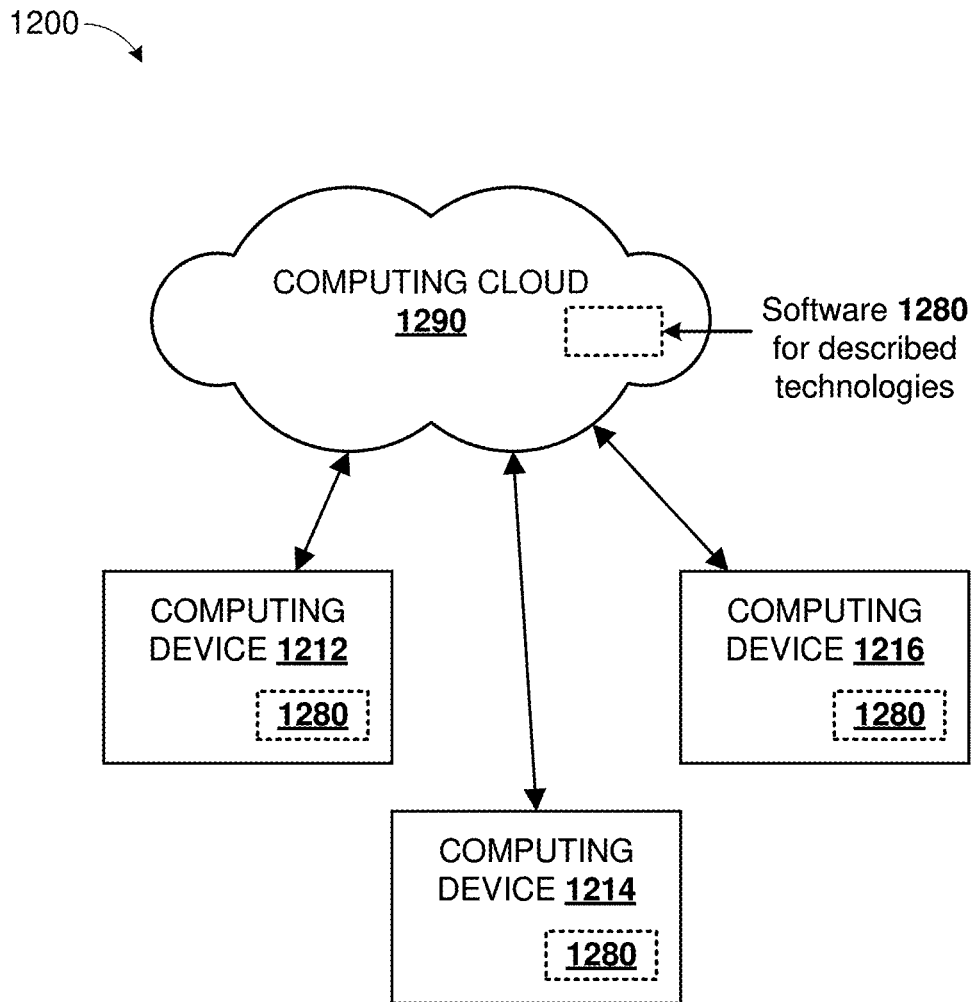 1200
COMPUTING CLOUD
1290
Software 1280
for described
technologies
COMPUTING
DEVICE 1212
1280
COMPUTING
DEVICE 1216
1280
COMPUTING
DEVICE 1214
1280